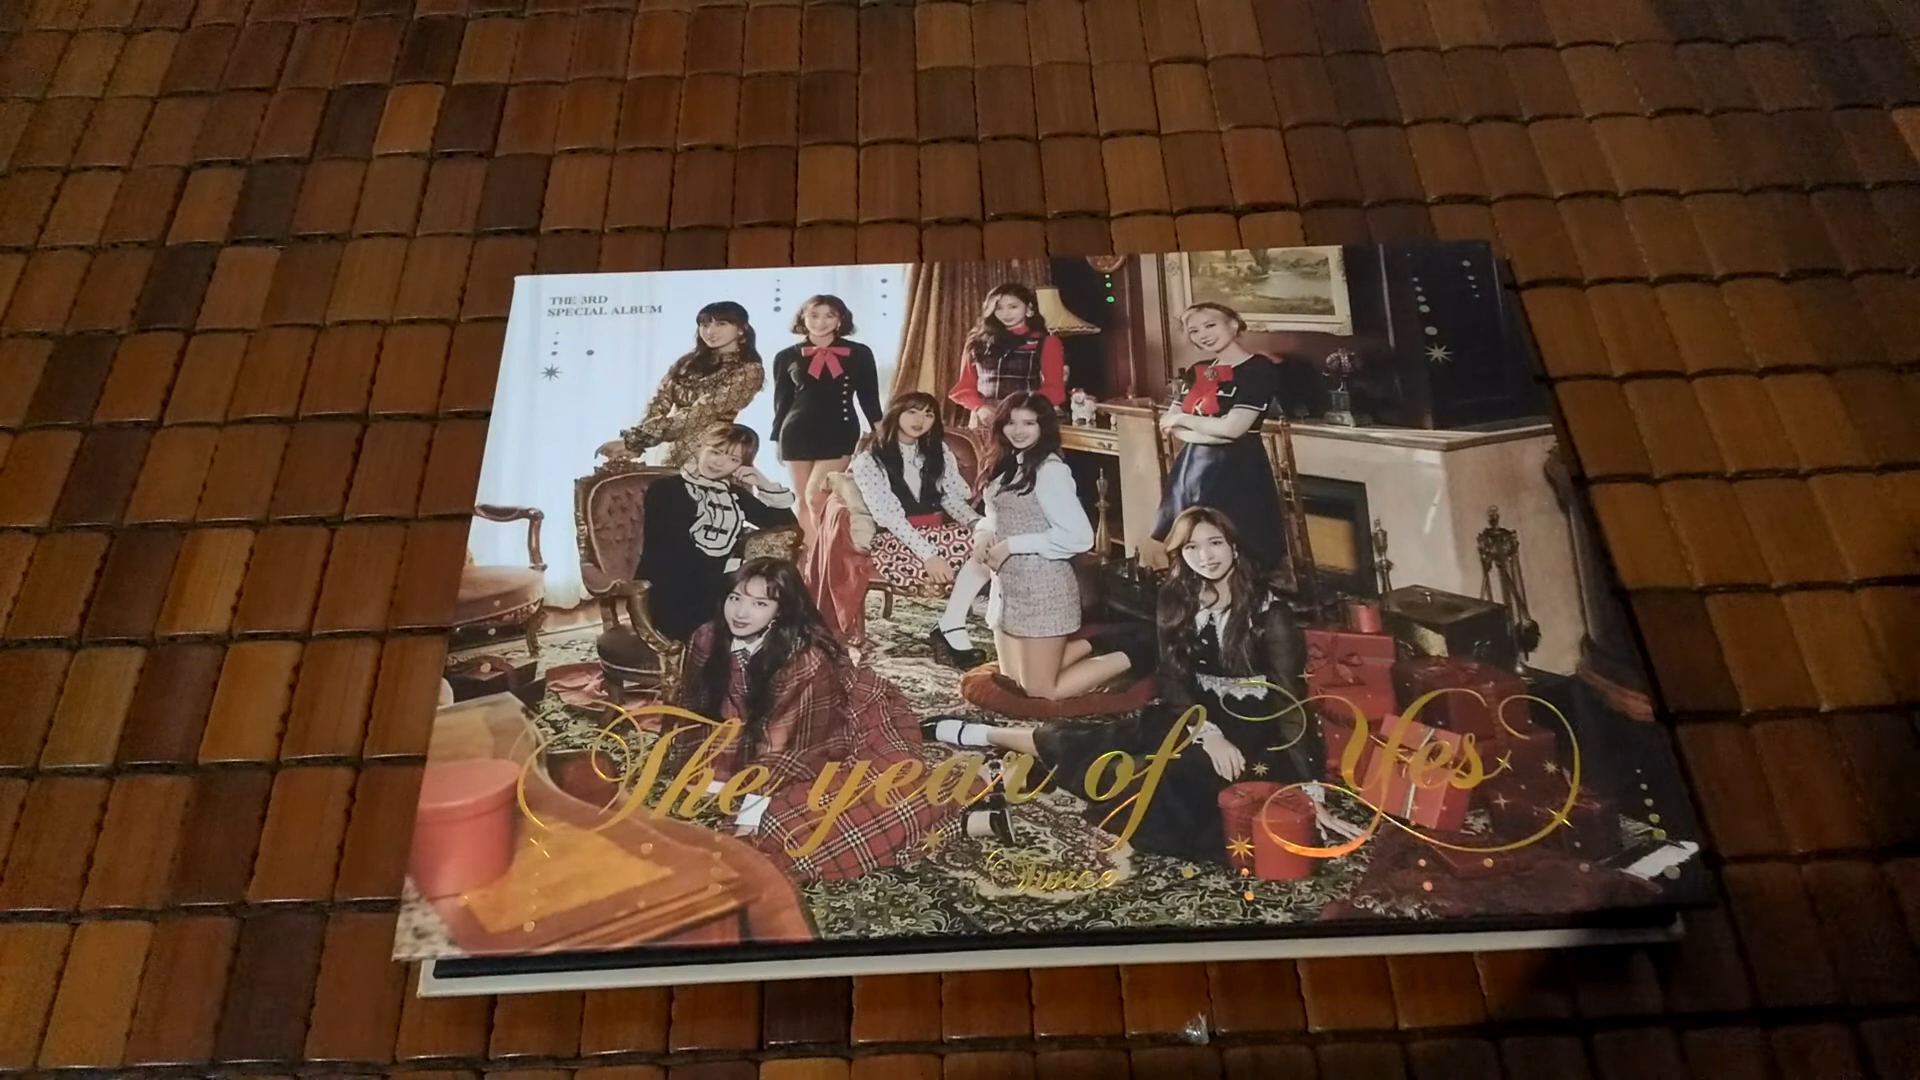 THE 3RD
SPECIAL ALBUM
The year of Yes
Twice